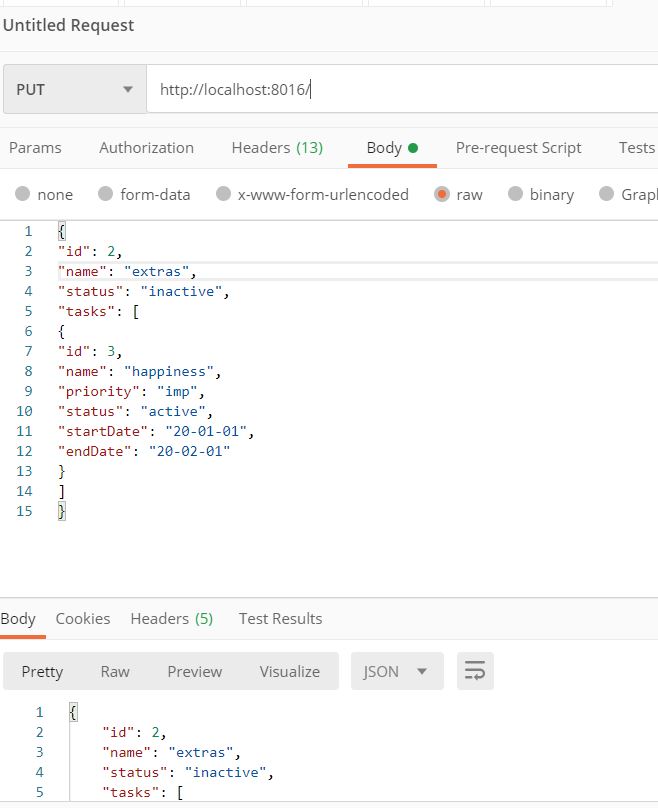 Untitled Request
PUT http://localhost:8016/
Params Authorization Headers (13) Body Pre-request Script Tests
none form-data x-www-form-urlencoded raw binary
1 {
2 "id": 2,
3 "name": "extras",
4 "status": "inactive",
5 "tasks": [
6 {
7 "id": 3,
8 "name": "happiness",
9 "priority": "imp",
10 "status": "active",
11 "startDate": "20-01-01",
12 "endDate": "20-02-01"
13 }
14 ]
15 }
Body Cookies Headers (5) Test Results
Pretty Raw Preview Visualize JSON
1 {
2 "id": 2,
3 "name": "extras",
4 "status": "inactive",
5 "tasks": [